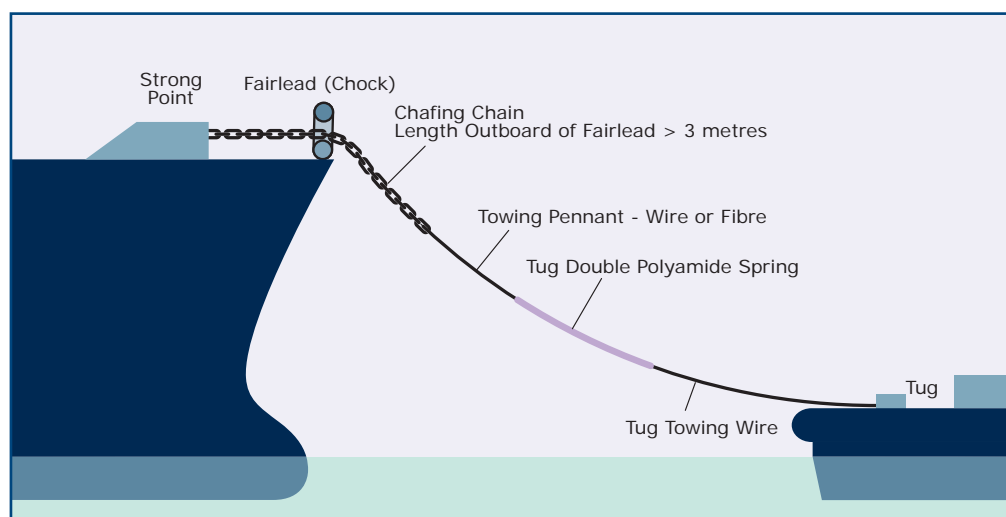 Strong
Point
Fairlead (Chock)
Chafing Chain
Length Outboard of Fairlead > 3 metres
Towing Pennant - Wire or Fibre
Tug Double Polyamide Spring
Tug
Tug Towing Wire